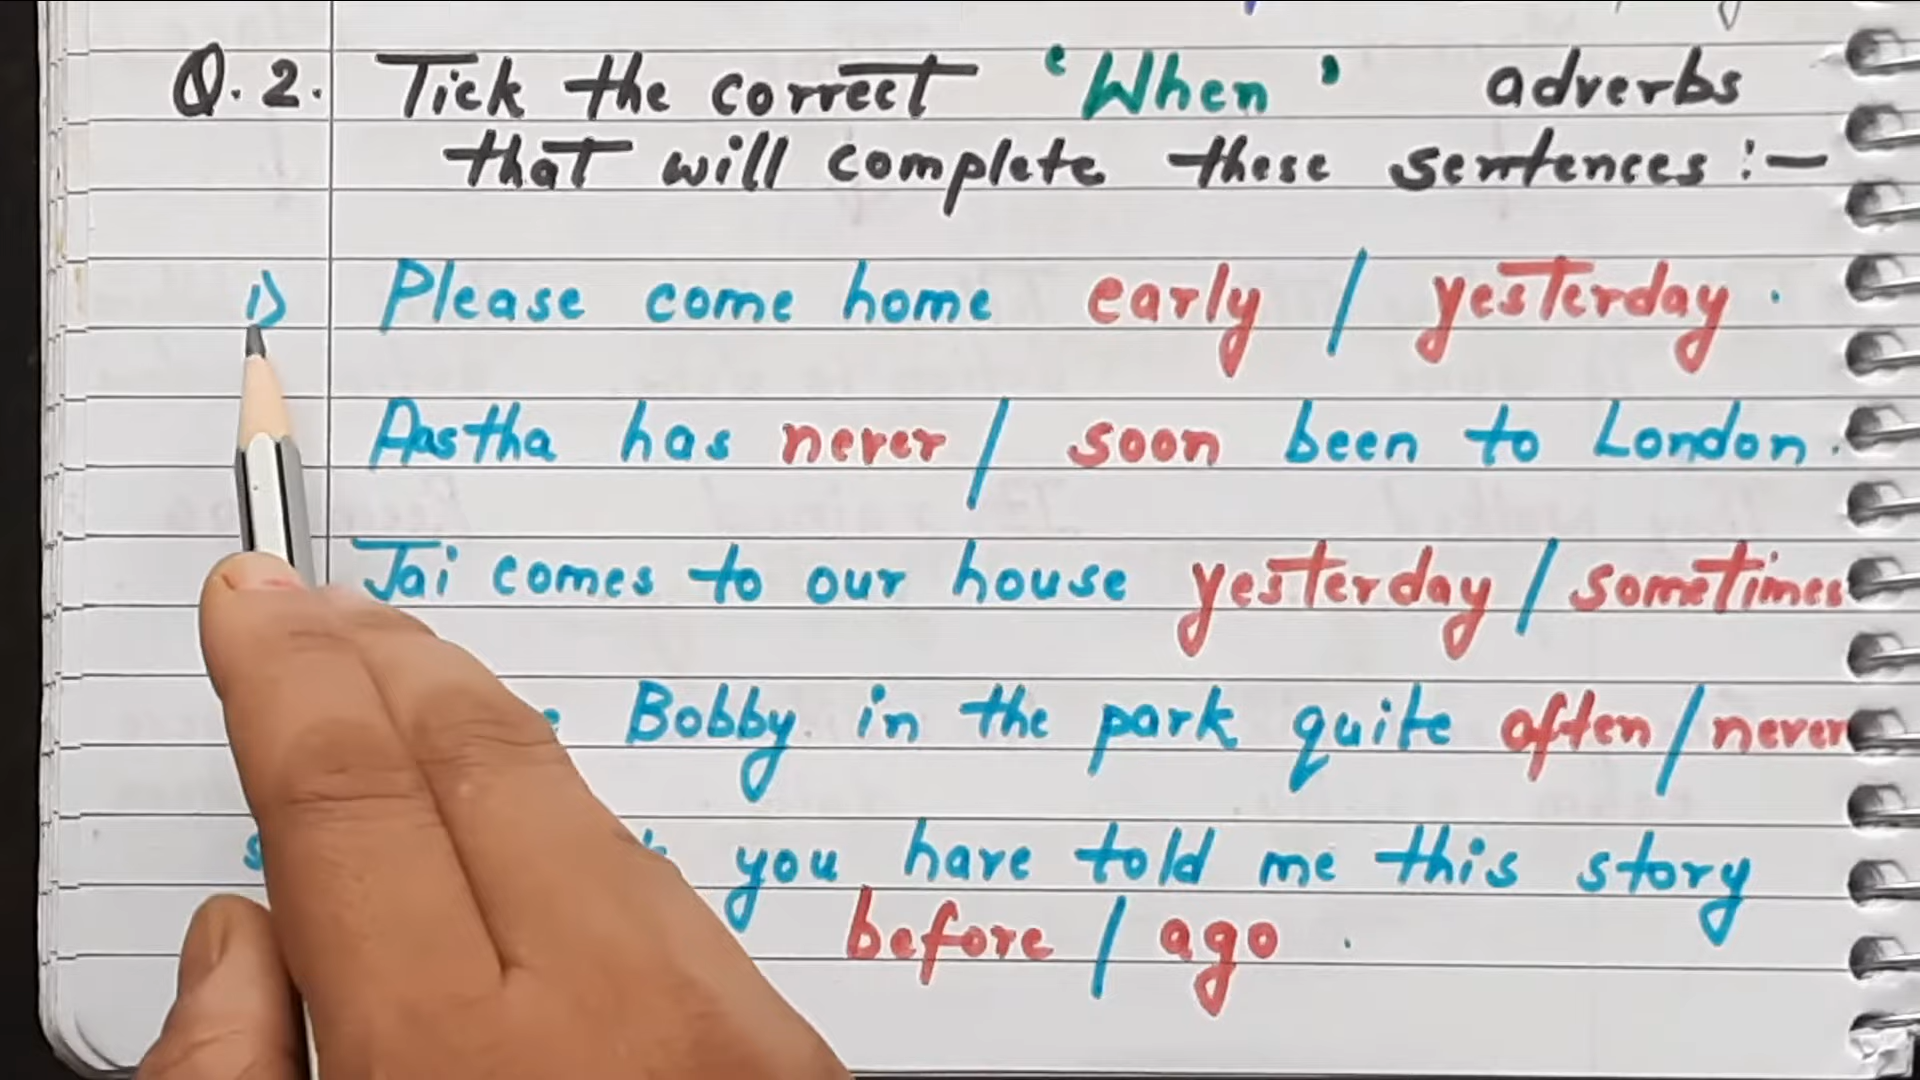 Q.2. Tick the correct 'When' adverbs
that will complete these sentences :-
1) Please come home early / yesterday.
Aastha has never / soon been to London.
Jai comes to our house yesterday / sometimes
Bobby in the park quite often / never
you have told me this story
before / ago .